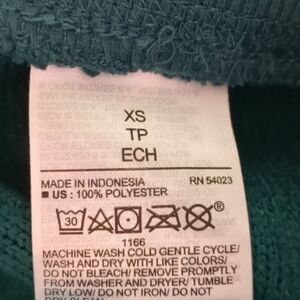 XS
TP
ECH
MADE IN INDONESIA RN 54023
■ US : 100% POLYESTER
30 ®
1166
MACHINE WASH COLD GENTLE CYCLE/
WASH AND DRY WITH LIKE COLORS/
DO NOT BLEACH/ REMOVE PROMPTLY
FROM WASHER AND DRYER/ TUMBLE
DRY LOW/ DO NOT IRON/ DO NOT
DRY CLEAN